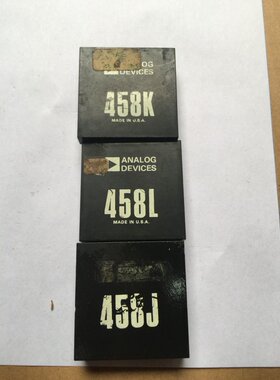 OG
DEVICES
458K
MADE IN U.S.A.
ANALOG
DEVICES
458L
MADE IN U.S.A.
458J